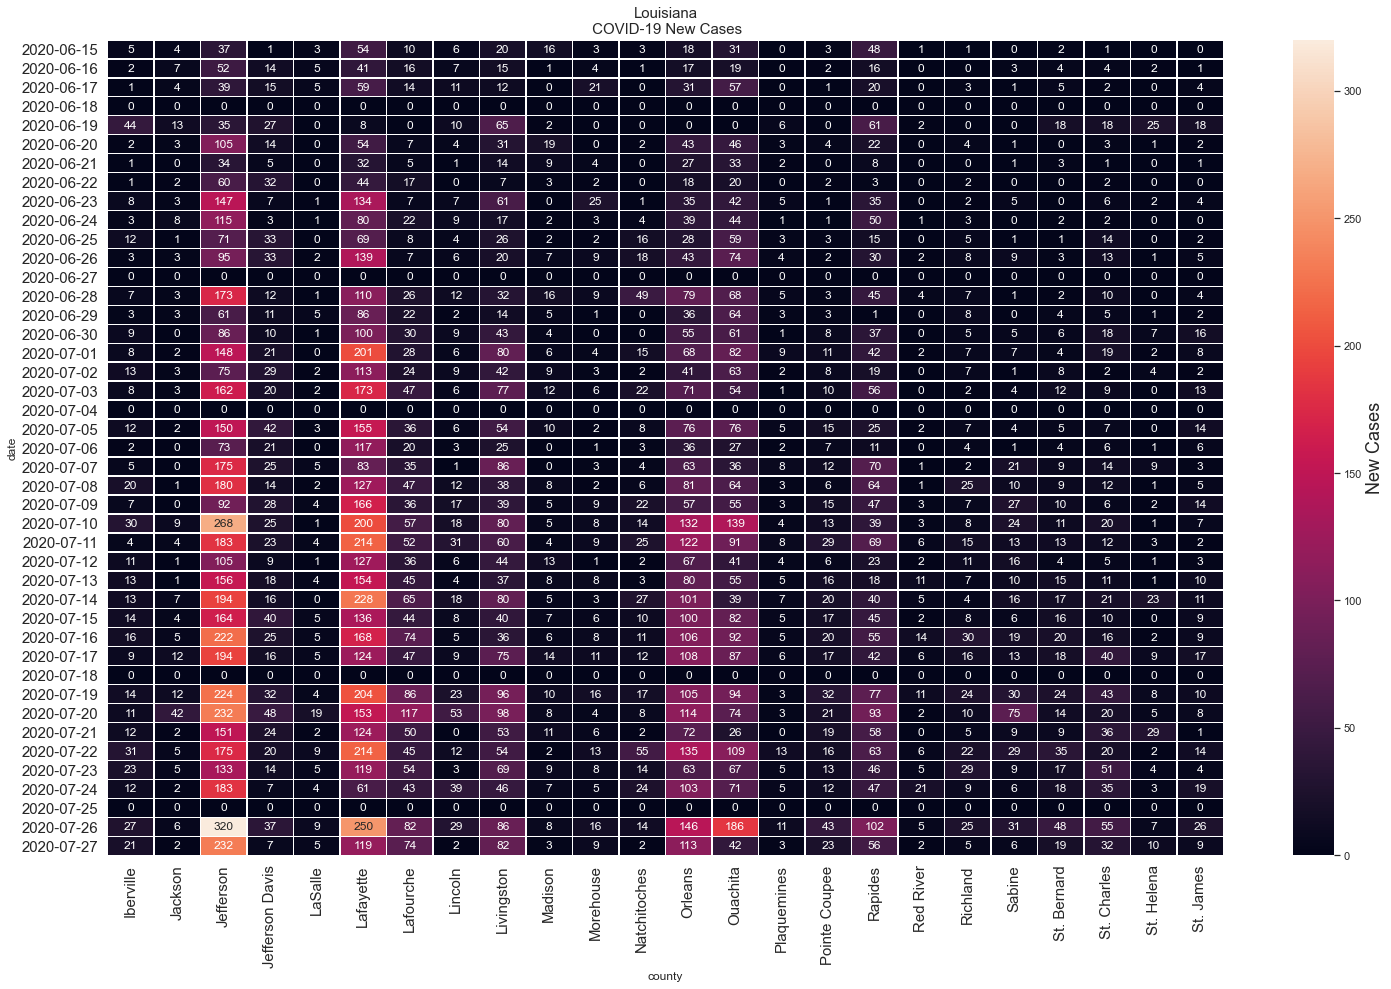 Louisiana
COVID-19 New Cases
2020-06-15 5 4 37 1 3 54 10 6 20 16 3 3 18 31 0 3 48 1 1 0 2 1 0 0
2020-06-16 2 7 52 14 5 41 16 7 15 1 4 1 17 19 0 2 16 0 0 3 4 4 2 1
2020-06-17 1 4 39 15 5 59 14 11 12 0 21 0 31 57 0 1 20 0 3 1 5 2 0 4
2020-06-18 0 0 0 0 0 0 0 0 0 0 0 0 0 0 0 0 0 0 0 0 0 0 0 0
2020-06-19 44 13 35 27 0 8 0 10 65 2 0 0 0 0 6 0 61 2 0 0 18 18 25 18
2020-06-20 2 3 105 14 0 54 7 4 31 19 0 2 43 46 3 4 22 0 4 1 0 3 1 2
2020-06-21 1 0 34 5 0 32 5 1 14 9 4 0 27 33 2 0 8 0 0 1 3 1 0 1
2020-06-22 1 2 60 32 0 44 17 0 7 3 2 0 18 20 0 2 3 0 2 0 0 2 0 2
2020-06-23 8 3 147 7 1 134 7 7 61 0 25 1 35 42 5 1 35 0 2 5 0 6 2 4
2020-06-24 3 8 115 3 1 80 22 9 17 2 3 4 39 44 1 1 50 1 3 0 2 2 0 0
2020-06-25 12 1 71 33 0 69 8 4 26 2 2 16 28 59 3 3 15 0 5 1 1 14 0 2
2020-06-26 3 3 95 33 2 139 7 6 20 7 9 18 43 74 4 2 30 2 8 9 3 13 1 5
2020-06-27 0 0 0 0 0 0 0 0 0 0 0 0 0 0 0 0 0 0 0 0 0 0 0 0
2020-06-28 7 3 173 12 1 110 26 12 32 16 9 49 79 68 5 3 45 4 7 1 2 10 0 4
2020-06-29 3 3 61 11 5 86 22 2 14 5 1 0 36 64 3 3 1 0 8 0 4 5 1 2
2020-06-30 9 0 86 10 1 100 30 9 43 4 0 0 55 61 1 8 37 0 5 5 6 18 7 16
2020-07-01 8 2 148 21 0 201 28 6 80 6 4 15 68 82 9 11 42 2 7 7 4 19 2 8
2020-07-02 13 3 75 29 2 113 24 9 42 9 3 2 41 63 2 8 19 0 7 1 8 2 4 2
2020-07-03 8 3 162 20 2 173 47 6 77 12 6 22 71 54 1 10 56 0 2 4 12 9 0 13
2020-07-04 0 0 0 0 0 0 0 0 0 0 0 0 0 0 0 0 0 0 0 0 0 0 0 0
2020-07-05 12 2 150 42 3 155 36 6 54 10 2 8 76 76 5 15 25 2 7 4 5 7 0 14
2020-07-06 2 0 73 21 0 117 20 3 25 0 1 3 36 27 2 7 11 0 4 1 4 6 1 6
2020-07-07 5 0 175 25 5 83 35 1 86 0 3 4 63 36 8 12 70 1 2 21 9 14 9 3
2020-07-08 20 1 180 14 2 127 47 12 38 8 2 6 81 64 3 6 64 1 25 10 9 12 1 5
2020-07-09 7 0 92 28 4 166 36 17 39 5 9 22 57 55 3 15 47 3 7 27 10 6 2 14
2020-07-10 30 9 268 25 1 200 57 18 80 5 8 14 132 139 4 13 39 3 8 24 11 20 1 7
2020-07-11 4 4 183 23 4 214 52 31 60 4 9 25 122 91 8 29 69 6 15 13 13 12 3 2
2020-07-12 11 1 105 9 1 127 36 6 44 13 1 2 67 41 4 6 23 2 11 16 4 5 1 3
2020-07-13 13 1 156 18 4 154 45 4 37 8 8 3 80 55 5 16 18 11 7 10 15 11 1 10
2020-07-14 13 7 194 16 0 228 65 18 80 5 3 27 101 39 7 20 40 5 4 16 17 21 23 11
2020-07-15 14 4 164 40 5 136 44 8 40 7 6 10 100 82 5 17 45 2 8 6 16 10 0 9
2020-07-16 16 5 222 25 5 168 74 5 36 6 8 11 106 92 5 20 55 14 30 19 20 16 2 9
2020-07-17 9 12 194 16 5 124 47 9 75 14 11 12 108 87 6 17 42 6 16 13 18 40 9 17
2020-07-18 0 0 0 0 0 0 0 0 0 0 0 0 0 0 0 0 0 0 0 0 0 0 0 0
2020-07-19 14 12 224 32 4 204 86 23 96 10 16 17 105 94 3 32 77 11 24 30 24 43 8 10
2020-07-20 11 42 232 48 19 153 117 53 98 8 4 8 114 74 3 21 93 2 10 75 14 20 5 8
2020-07-21 12 2 151 24 2 124 50 0 53 11 6 2 72 26 0 19 58 0 5 9 9 36 29 1
2020-07-22 31 5 175 20 9 214 45 12 54 2 13 55 135 109 13 16 63 6 22 29 35 20 2 14
2020-07-23 23 5 133 14 5 119 54 3 69 9 8 14 63 67 5 13 46 5 29 9 17 51 4 4
2020-07-24 12 2 183 7 4 61 43 39 46 7 5 24 103 71 5 12 47 21 9 6 18 35 3 19
2020-07-25 0 0 0 0 0 0 0 0 0 0 0 0 0 0 0 0 0 0 0 0 0 0 0 0
2020-07-26 27 6 320 37 9 250 82 29 86 8 16 14 146 186 11 43 102 5 25 31 48 55 7 26
2020-07-27 21 2 232 7 5 119 74 2 82 3 9 2 113 42 3 23 56 2 5 6 19 32 10 9
date
Iberville Jackson Jefferson Jefferson Davis LaSalle Lafayette Lafourche Lincoln Livingston Madison Morehouse Natchitoches Orleans Ouachita Plaquemines Pointe Coupee Rapides Red River Richland Sabine St. Bernard St. Charles St. Helena St. James
county
300
250
200
150
100
50
0
New Cases